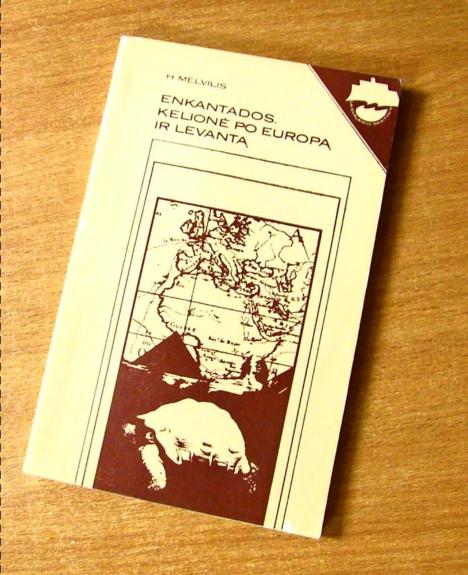 H. MELVILIS
ENKANTADOS.
KELIONĖ PO EUROPĄ
IR LEVANTĄ